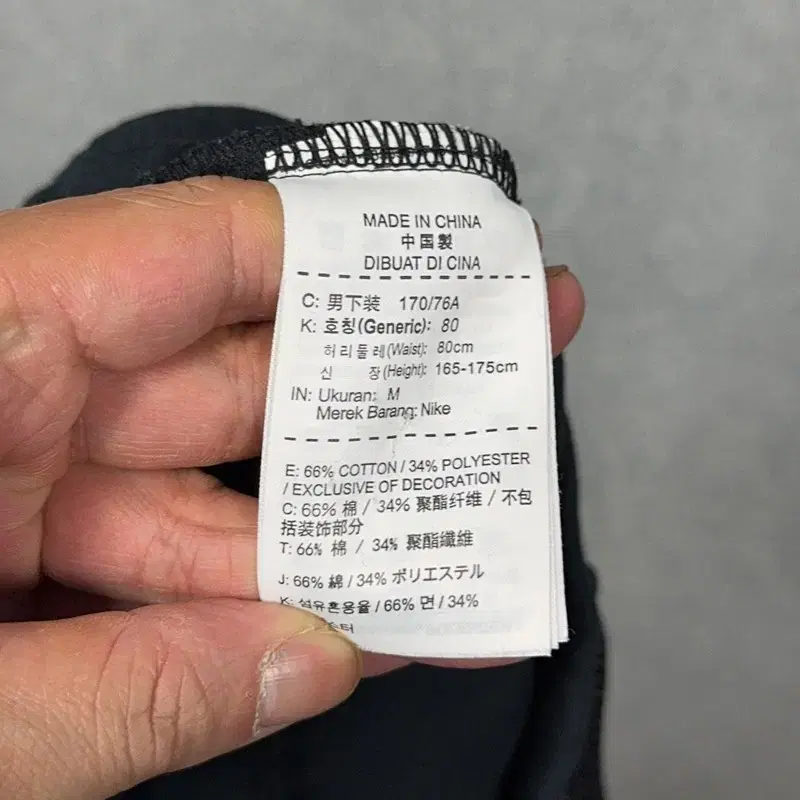 MADE IN CHINA
中国製
DIBUAT DI CINA
C: 男下装 170/76A
K: 호칭(Generic): 80
허리둘레(Waist): 80cm
신 장(Height): 165-175cm
IN: Ukuran: M
Merek Barang: Nike
E: 66% COTTON / 34% POLYESTER
/ EXCLUSIVE OF DECORATION
C: 66% 棉 / 34% 聚酯纤维 / 不包
括装饰部分
T: 66% 棉 / 34% 聚酯纖維
J: 66% 綿 / 34% ポリエステル
K: 섬유혼용율 / 66% 면 / 34%